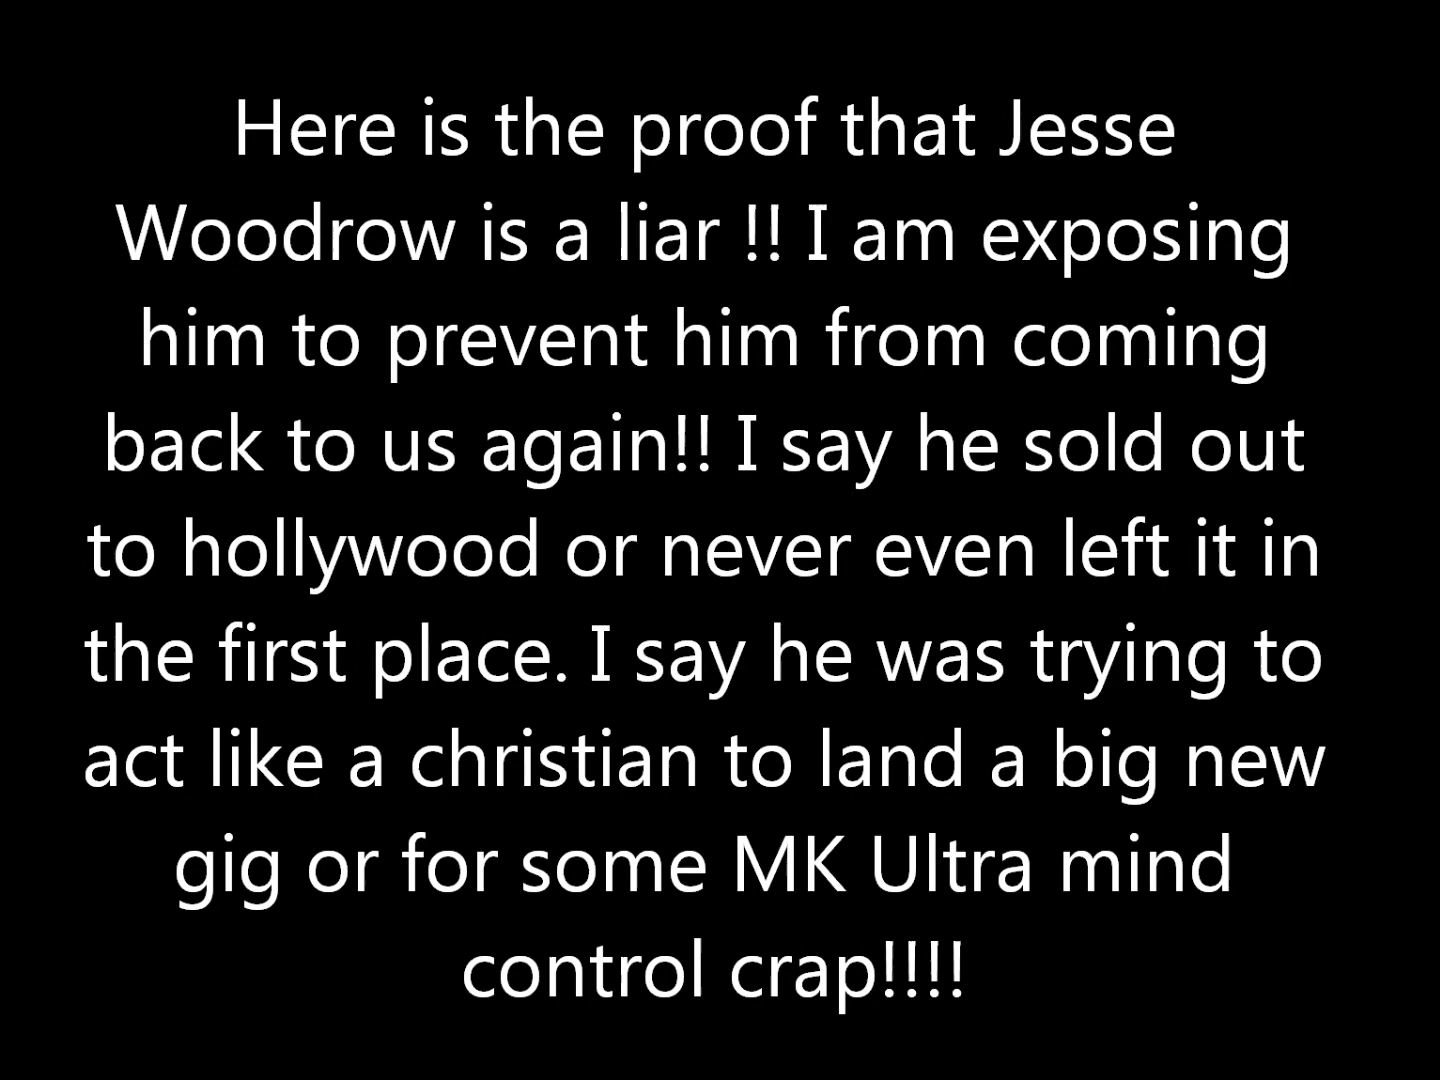 Here is the proof that Jesse
Woodrow is a liar !! I am exposing
him to prevent him from coming
back to us again!! I say he sold out
to hollywood or never even left it in
the first place. I say he was trying to
act like a christian to land a big new
gig or for some MK Ultra mind
control crap!!!!